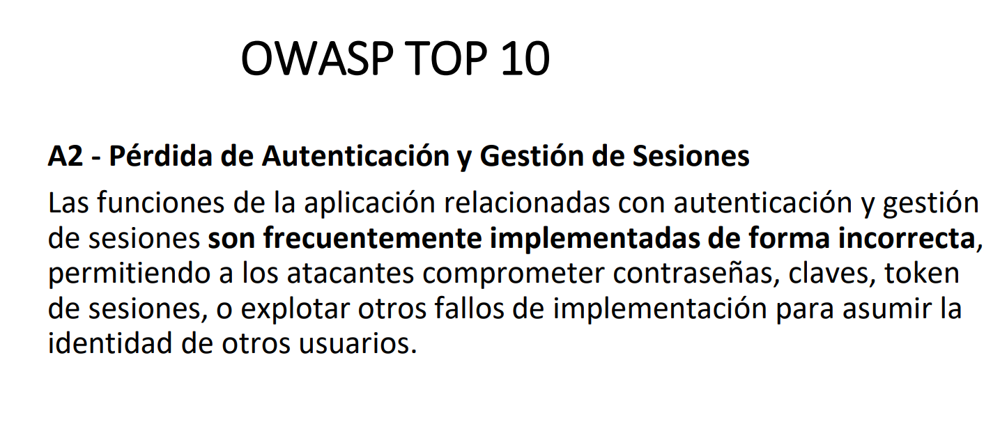 OWASP TOP 10
A2 - Pérdida de Autenticación y Gestión de Sesiones
Las funciones de la aplicación relacionadas con autenticación y gestión
de sesiones son frecuentemente implementadas de forma incorrecta,
permitiendo a los atacantes comprometer contraseñas, claves, token
de sesiones, o explotar otros fallos de implementación para asumir la
identidad de otros usuarios.